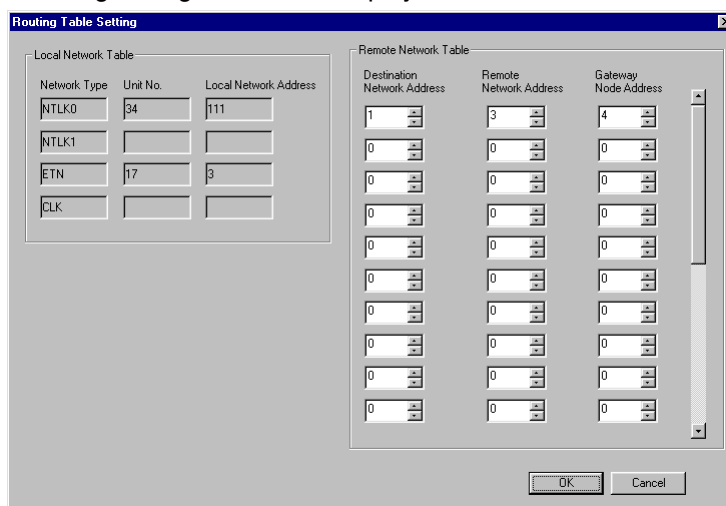 Routing Table Setting
Local Network Table
Network Type Unit No. Local Network Address
NTLK0 34 111
NTLK1
ETN 17 3
CLK
Remote Network Table
Destination Network Address Remote Network Address Gateway Node Address
1 3 4
0 0 0
0 0 0
0 0 0
0 0 0
0 0 0
0 0 0
0 0 0
0 0 0
0 0 0
OK Cancel